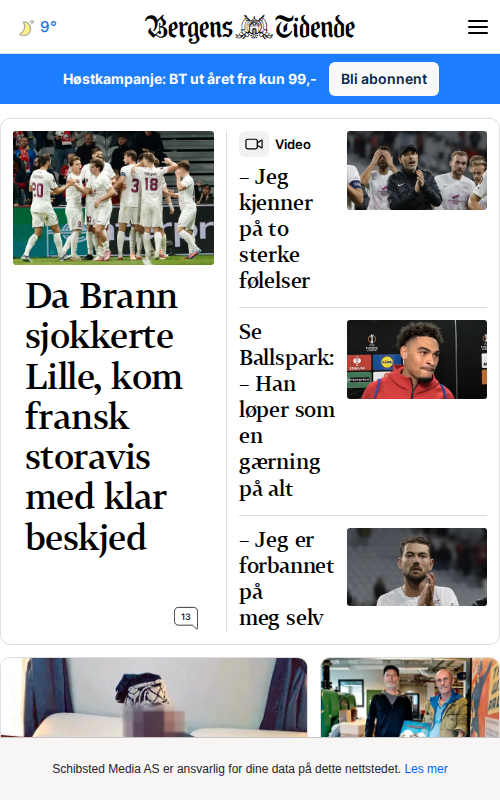 9°
Bergens Tidende
Høstkampanje: BT ut året fra kun 99,-
Bli abonnent
Da Brann
sjokkerte
Lille, kom
fransk
storavis
med klar
beskjed
13
Video
– Jeg
kjenner
på to
sterke
følelser
Se
Ballspark:
– Han
løper som
en
gærning
på alt
– Jeg er
forbannet
på
meg selv
Schibsted Media AS er ansvarlig for dine data på dette nettstedet. Les mer